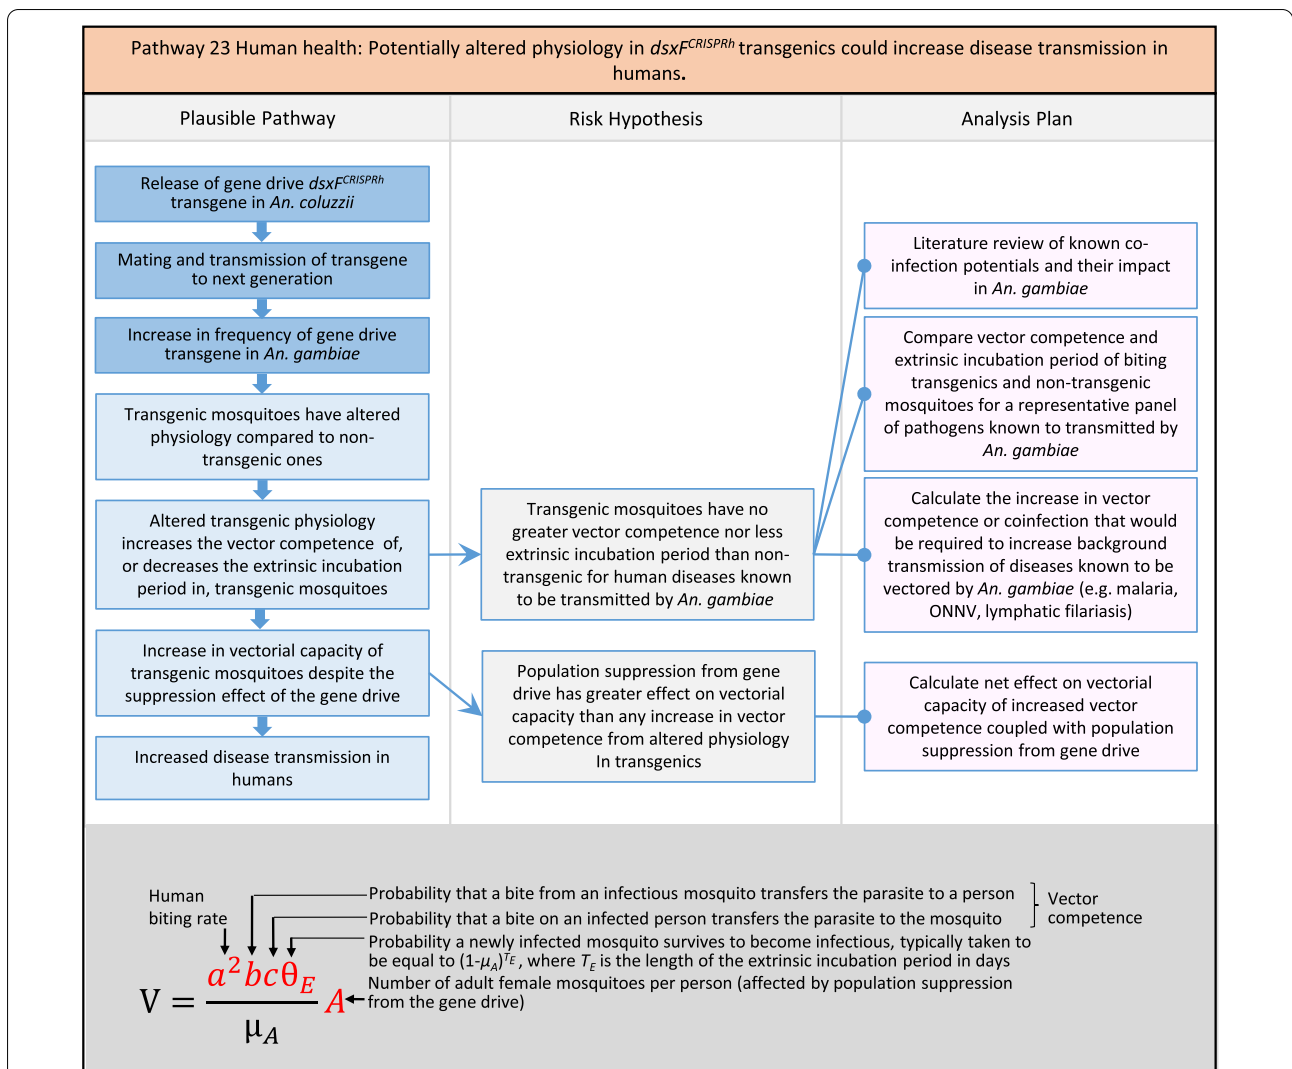 Pathway 23 Human health: Potentially altered physiology in dsxF^CRISPRh transgenics could increase disease transmission in
humans.
Plausible Pathway
Risk Hypothesis
Analysis Plan
Release of gene drive dsxF^CRISPRh
transgene in An. coluzzii
Mating and transmission of transgene
to next generation
Increase in frequency of gene drive
transgene in An. gambiae
Transgenic mosquitoes have altered
physiology compared to non-
transgenic ones
Altered transgenic physiology
increases the vector competence of,
or decreases the extrinsic incubation
period in, transgenic mosquitoes
Increase in vectorial capacity of
transgenic mosquitoes despite the
suppression effect of the gene drive
Increased disease transmission in
humans
Transgenic mosquitoes have no
greater vector competence nor less
extrinsic incubation period than non-
transgenic for human diseases known
to be transmitted by An. gambiae
Population suppression from gene
drive has greater effect on vectorial
capacity than any increase in vector
competence from altered physiology
In transgenics
Literature review of known co-
infection potentials and their impact
in An. gambiae
Compare vector competence and
extrinsic incubation period of biting
transgenics and non-transgenic
mosquitoes for a representative panel
of pathogens known to transmitted by
An. gambiae
Calculate the increase in vector
competence or coinfection that would
be required to increase background
transmission of diseases known to be
vectored by An. gambiae (e.g. malaria,
ONNV, lymphatic filariasis)
Calculate net effect on vectorial
capacity of increased vector
competence coupled with population
suppression from gene drive
Human
biting rate
Probability that a bite from an infectious mosquito transfers the parasite to a person
Probability that a bite on an infected person transfers the parasite to the mosquito
Vector
competence
Probability a newly infected mosquito survives to become infectious, typically taken to
be equal to (1-μ_A)^T_E, where T_E is the length of the extrinsic incubation period in days
Number of adult female mosquitoes per person (affected by population suppression
from the gene drive)
V = a²bcθ_E / μ_A A